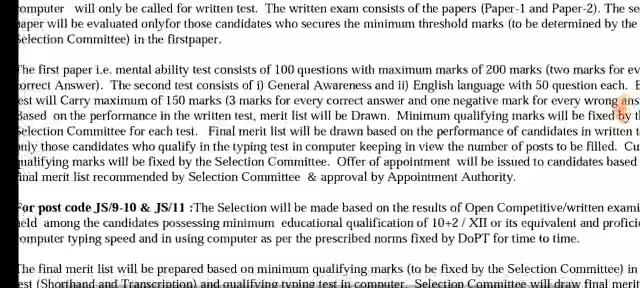 computer will only be called for written test. The written exam consists of the papers (Paper-1 and Paper-2). The se
paper will be evaluated onlyfor those candidates who secures the minimum threshold marks (to be determined by the
Selection Committee) in the firstpaper.
The first paper i.e. mental ability test consists of 100 questions with maximum marks of 200 marks (two marks for ev
correct Answer). The second test consists of i) General Awareness and ii) English language with 50 question each. E
test will Carry maximum of 150 marks (3 marks for every correct answer and one negative mark for every wrong ans
Based on the performance in the written test, merit list will be Drawn. Minimum qualifying marks will be fixed by th
Selection Committee for each test. Final merit list will be drawn based on the performance of candidates in written t
only those candidates who qualify in the typing test in computer keeping in view the number of posts to be filled. Cu
qualifying marks will be fixed by the Selection Committee. Offer of appointment will be issued to candidates based
final merit list recommended by Selection Committee & approval by Appointment Authority.
For post code JS/9-10 & JS/11 :The Selection will be made based on the results of Open Competitive/written exami
held among the candidates possessing minimum educational qualification of 10+2 / XII or its equivalent and proficie
computer typing speed and in using computer as per the prescribed norms fixed by DoPT for time to time.
The final merit list will be prepared based on minimum qualifying marks (to be fixed by the Selection Committee) in
test (Shorthand and Transcription) and qualifying typing test in computer. Selection Committee will draw final merit